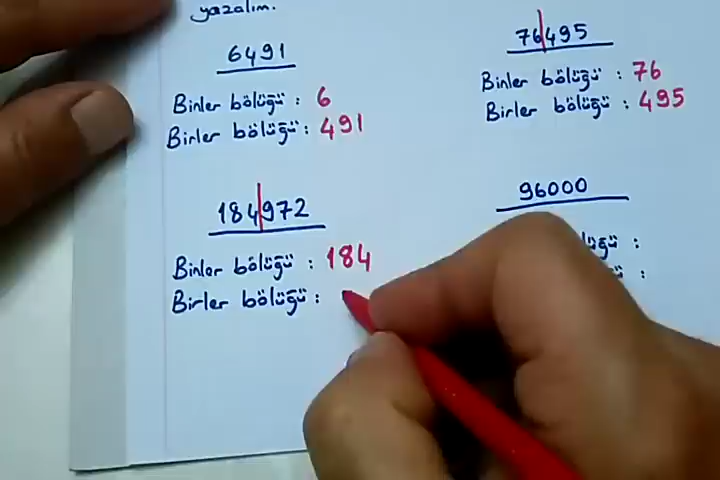 yazalım.
6491
Binler bölüğü : 6
Birler bölüğü : 491
76495
Binler bölüğü : 76
Birler bölüğü : 495
184972
Binler bölüğü : 184
Birler bölüğü :
96000
bölüğü :
: